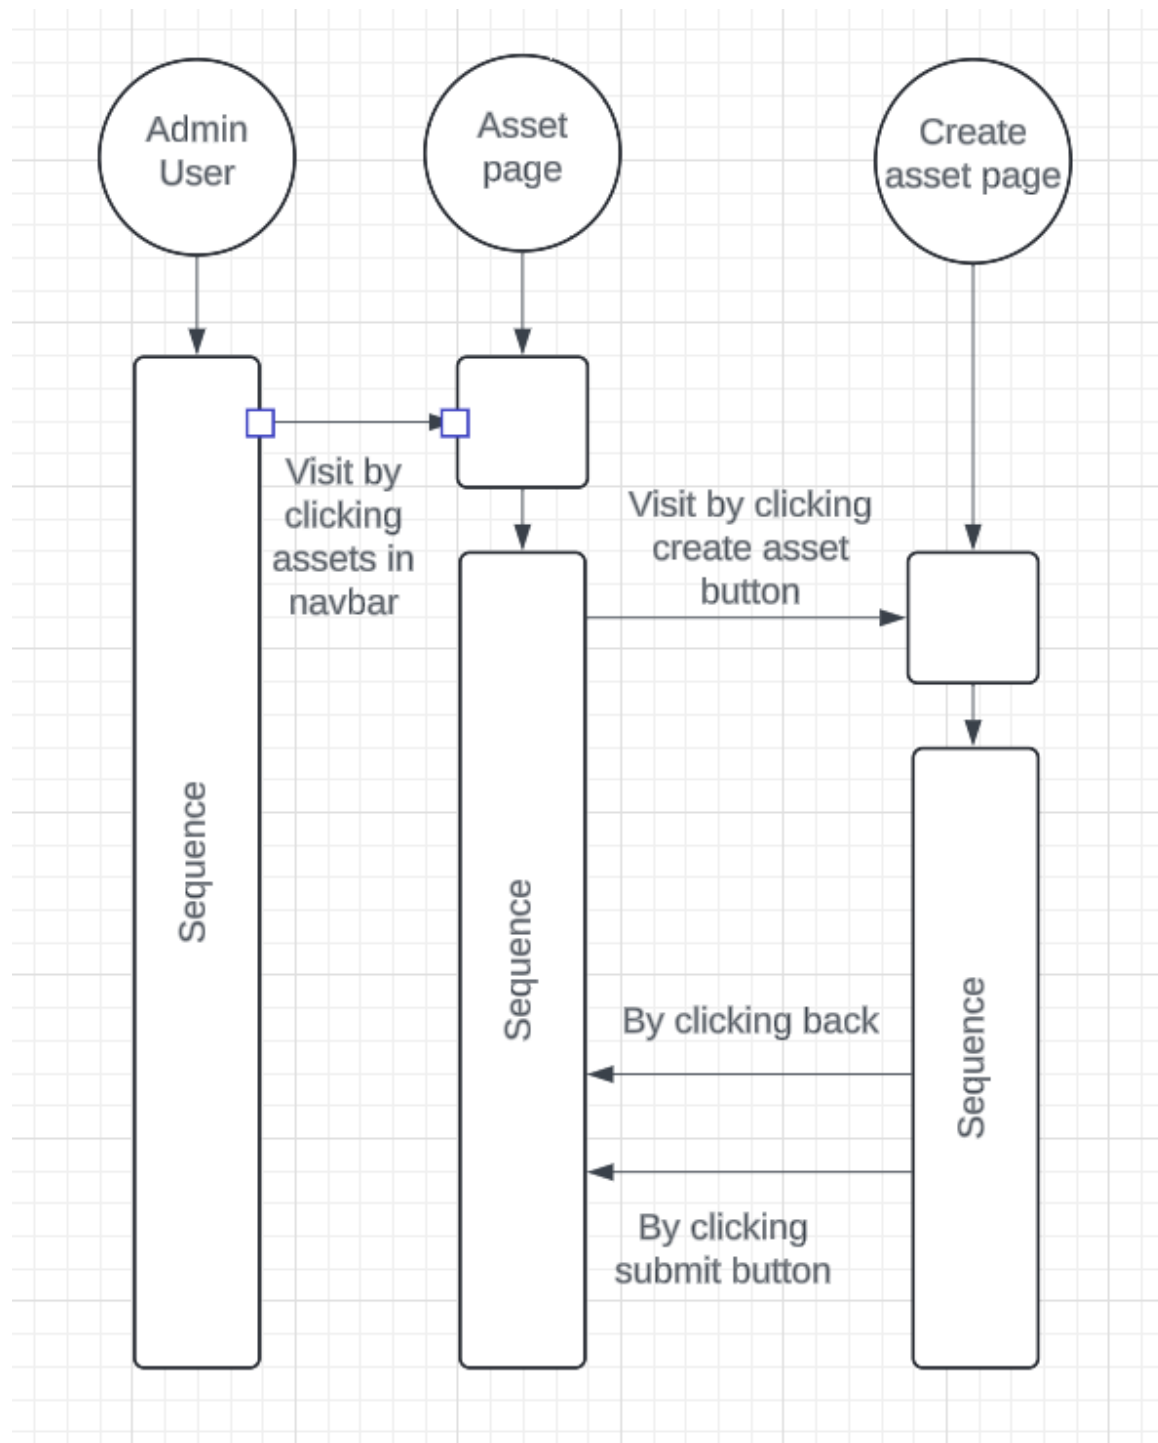 Admin
User
Asset
page
Create
asset page
Visit by
clicking
assets in
navbar
Visit by clicking
create asset
button
Sequence
Sequence
Sequence
By clicking back
By clicking
submit button